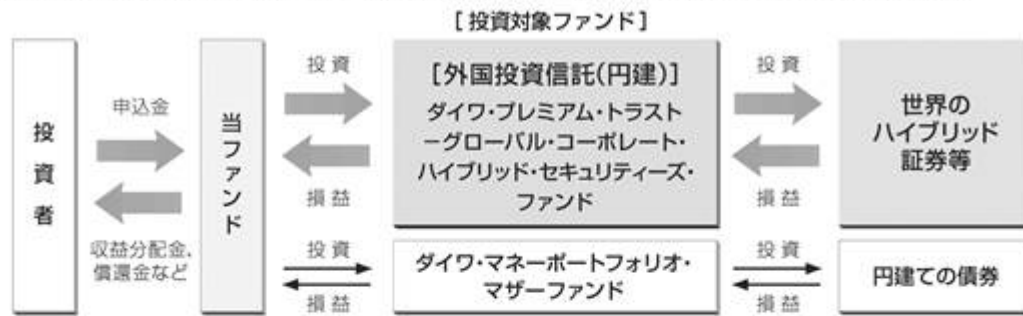 [投資対象ファンド]
投資者
申込金
収益分配金、
償還金など
当ファンド
投資
損益
[外国投資信託(円建)]
ダイワ・プレミアム・トラスト
－グローバル・コーポレート・
ハイブリッド・セキュリティーズ・
ファンド
投資
損益
世界の
ハイブリッド
証券等
投資
損益
ダイワ・マネーポートフォリオ・
マザーファンド
投資
損益
円建ての債券